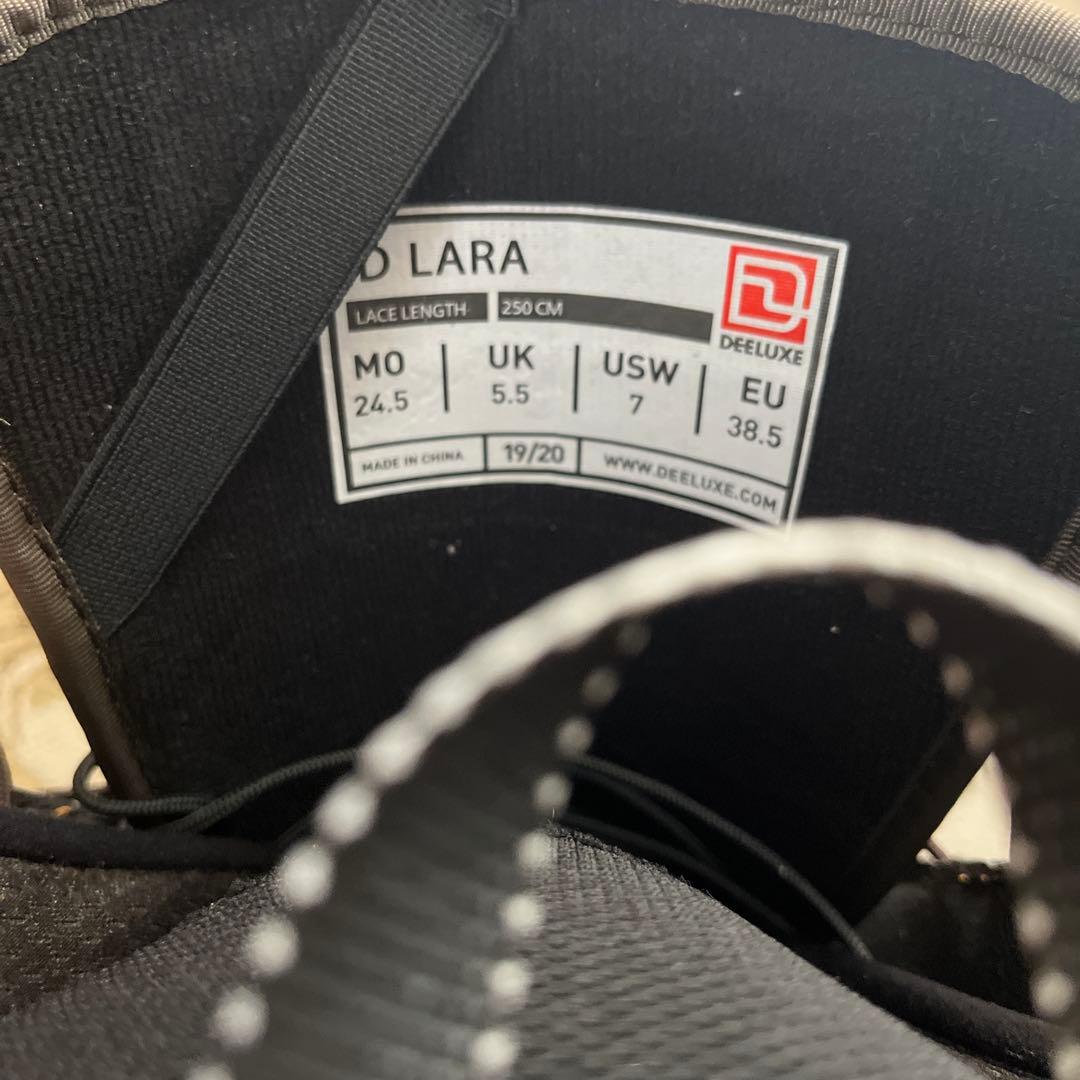 D LARA
LACE LENGTH 250 CM
DEELUXE
MO UK USW EU
24.5 5.5 7 38.5
MADE IN CHINA 19/20 WWW.DEELUXE.COM